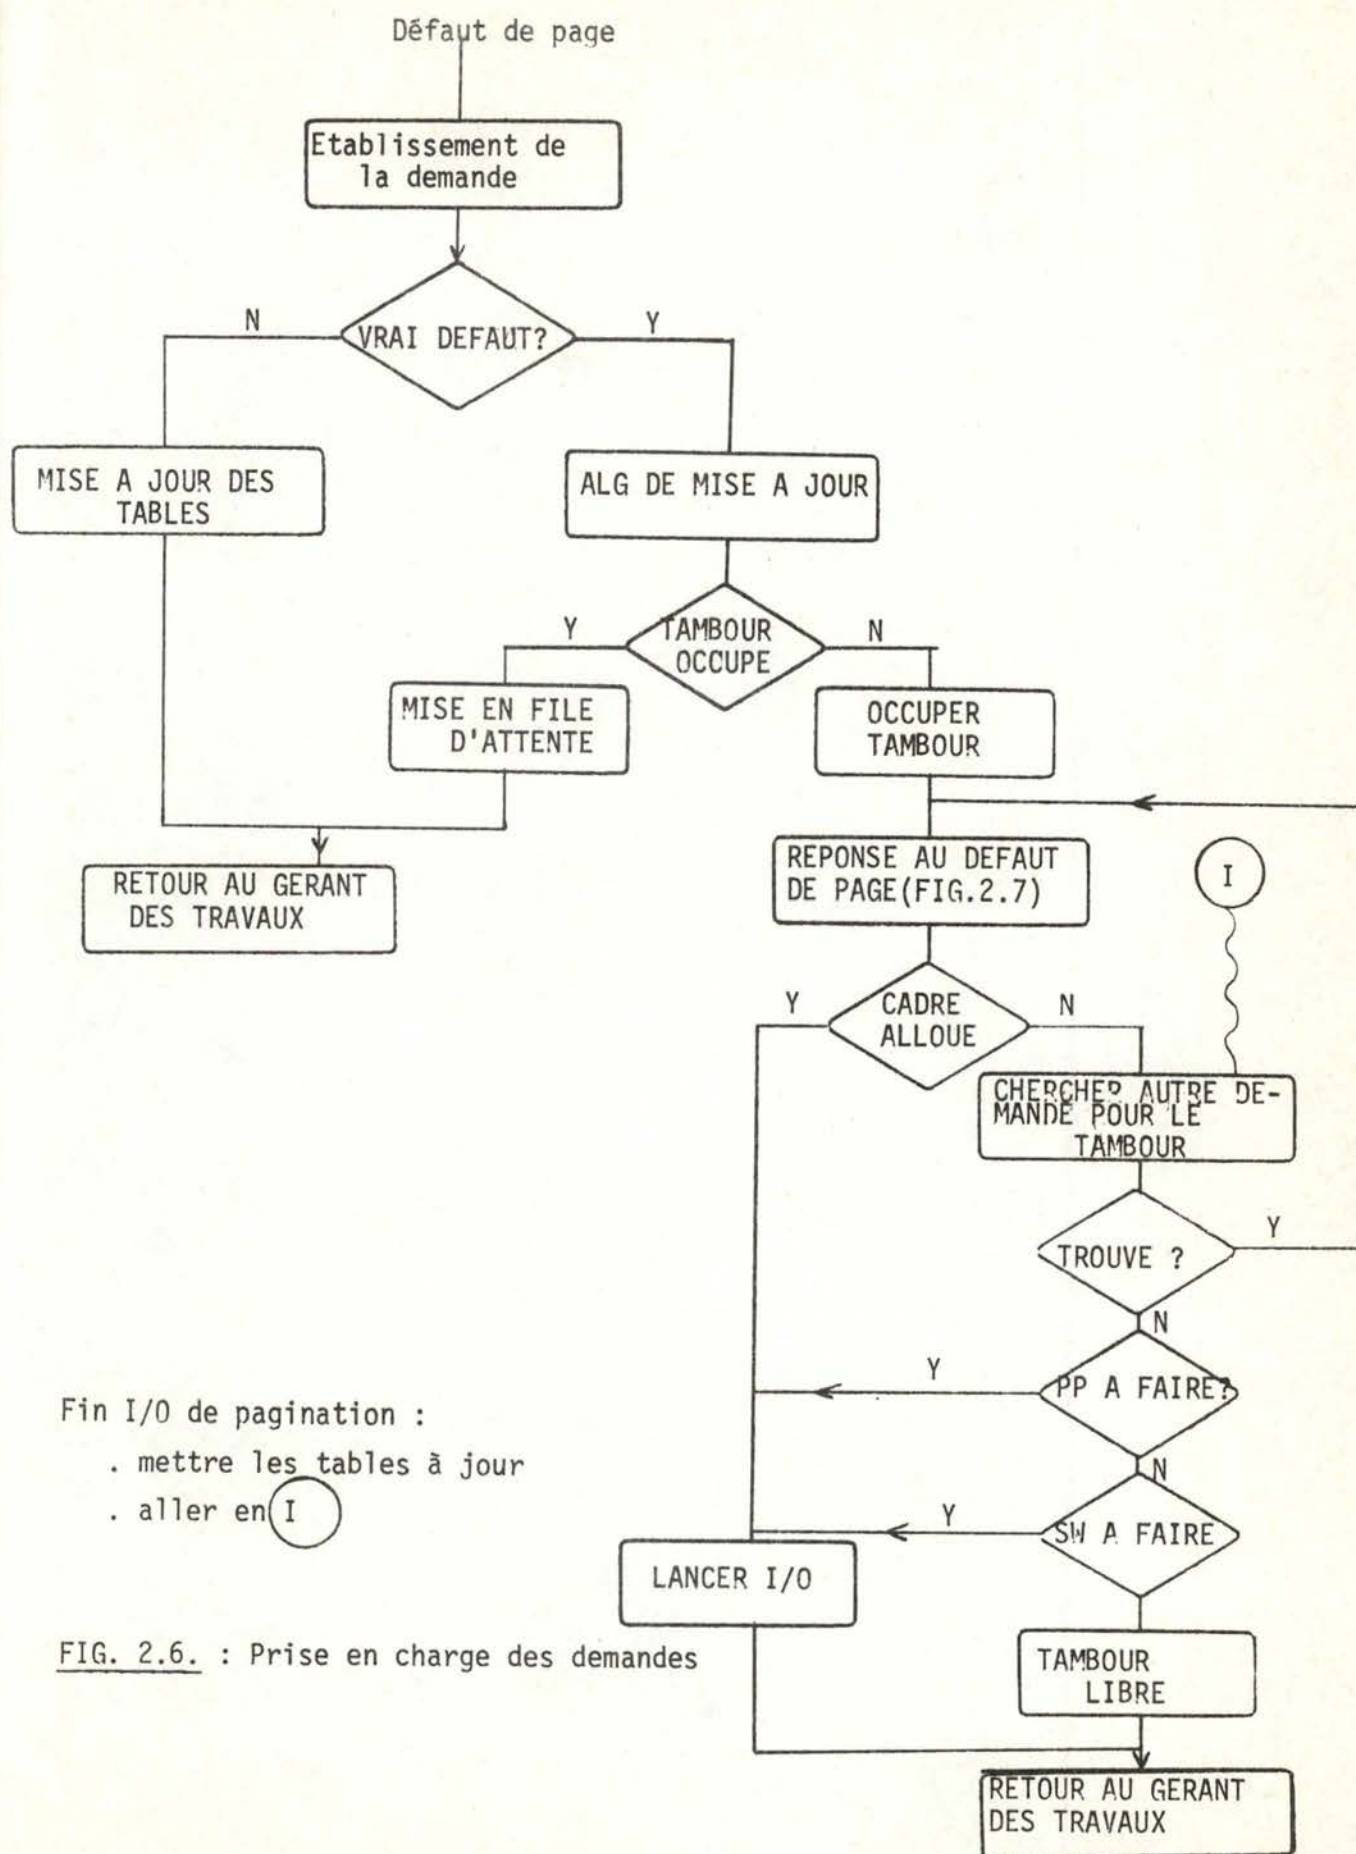 Défaut de page
Etablissement de
la demande
VRAI DEFAUT?
N
Y
MISE A JOUR DES
TABLES
ALG DE MISE A JOUR
TAMBOUR
OCCUPE
Y
N
MISE EN FILE
D'ATTENTE
OCCUPER
TAMBOUR
RETOUR AU GERANT
DES TRAVAUX
REPONSE AU DEFAUT
DE PAGE(FIG.2.7)
I
CADRE
ALLOUE
Y
N
CHERCHER AUTRE DE-
MANDE POUR LE
TAMBOUR
TROUVE ?
Y
N
PP A FAIRE?
Y
N
SW A FAIRE
Y
Fin I/O de pagination :
. mettre les tables à jour
. aller en I
LANCER I/O
TAMBOUR
LIBRE
FIG. 2.6. : Prise en charge des demandes
RETOUR AU GERANT
DES TRAVAUX